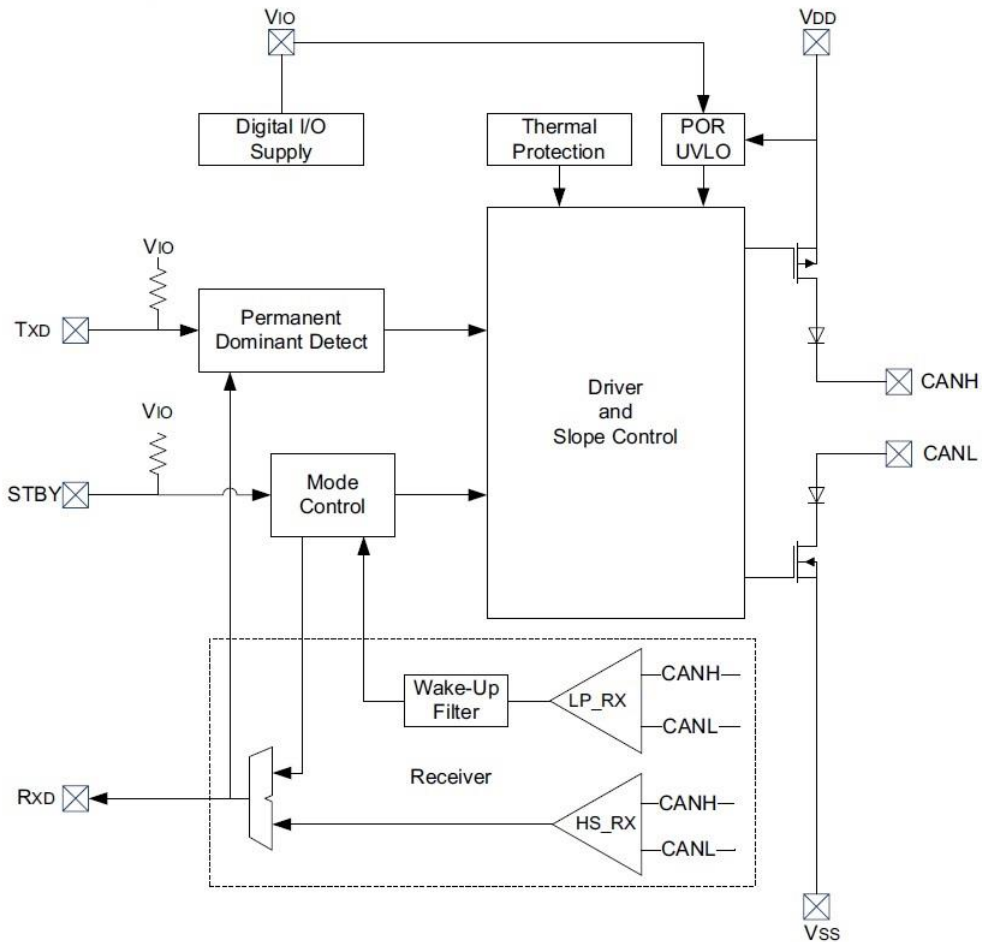 VIO
VDD
Digital I/O
Supply
Thermal
Protection
POR
UVLO
VIO
TXD
Permanent
Dominant Detect
CANH
Driver
and
Slope Control
VIO
CANL
STBY
Mode
Control
CANH
Wake-Up
Filter
LP_RX
CANL
Receiver
RXD
CANH
HS_RX
CANL
VSS